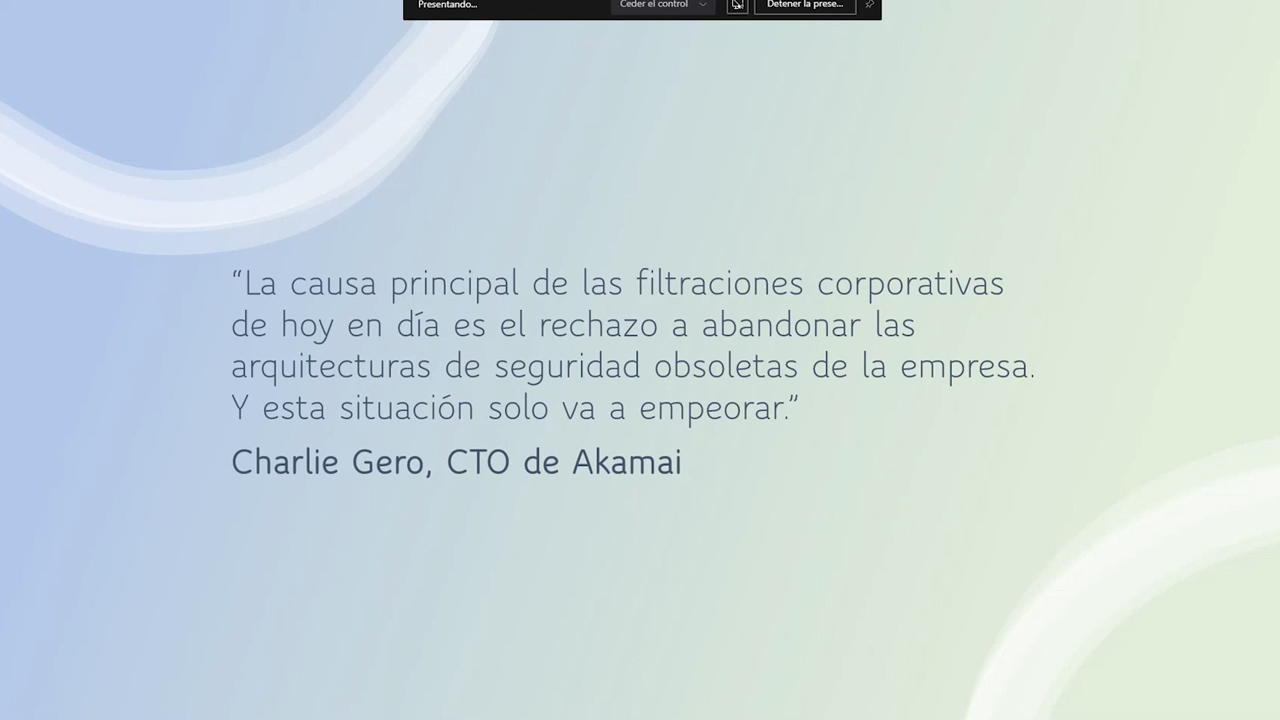 Presentando...
Ceder el control
Detener la prese...
“La causa principal de las filtraciones corporativas
de hoy en día es el rechazo a abandonar las
arquitecturas de seguridad obsoletas de la empresa.
Y esta situación solo va a empeorar.”
Charlie Gero, CTO de Akamai